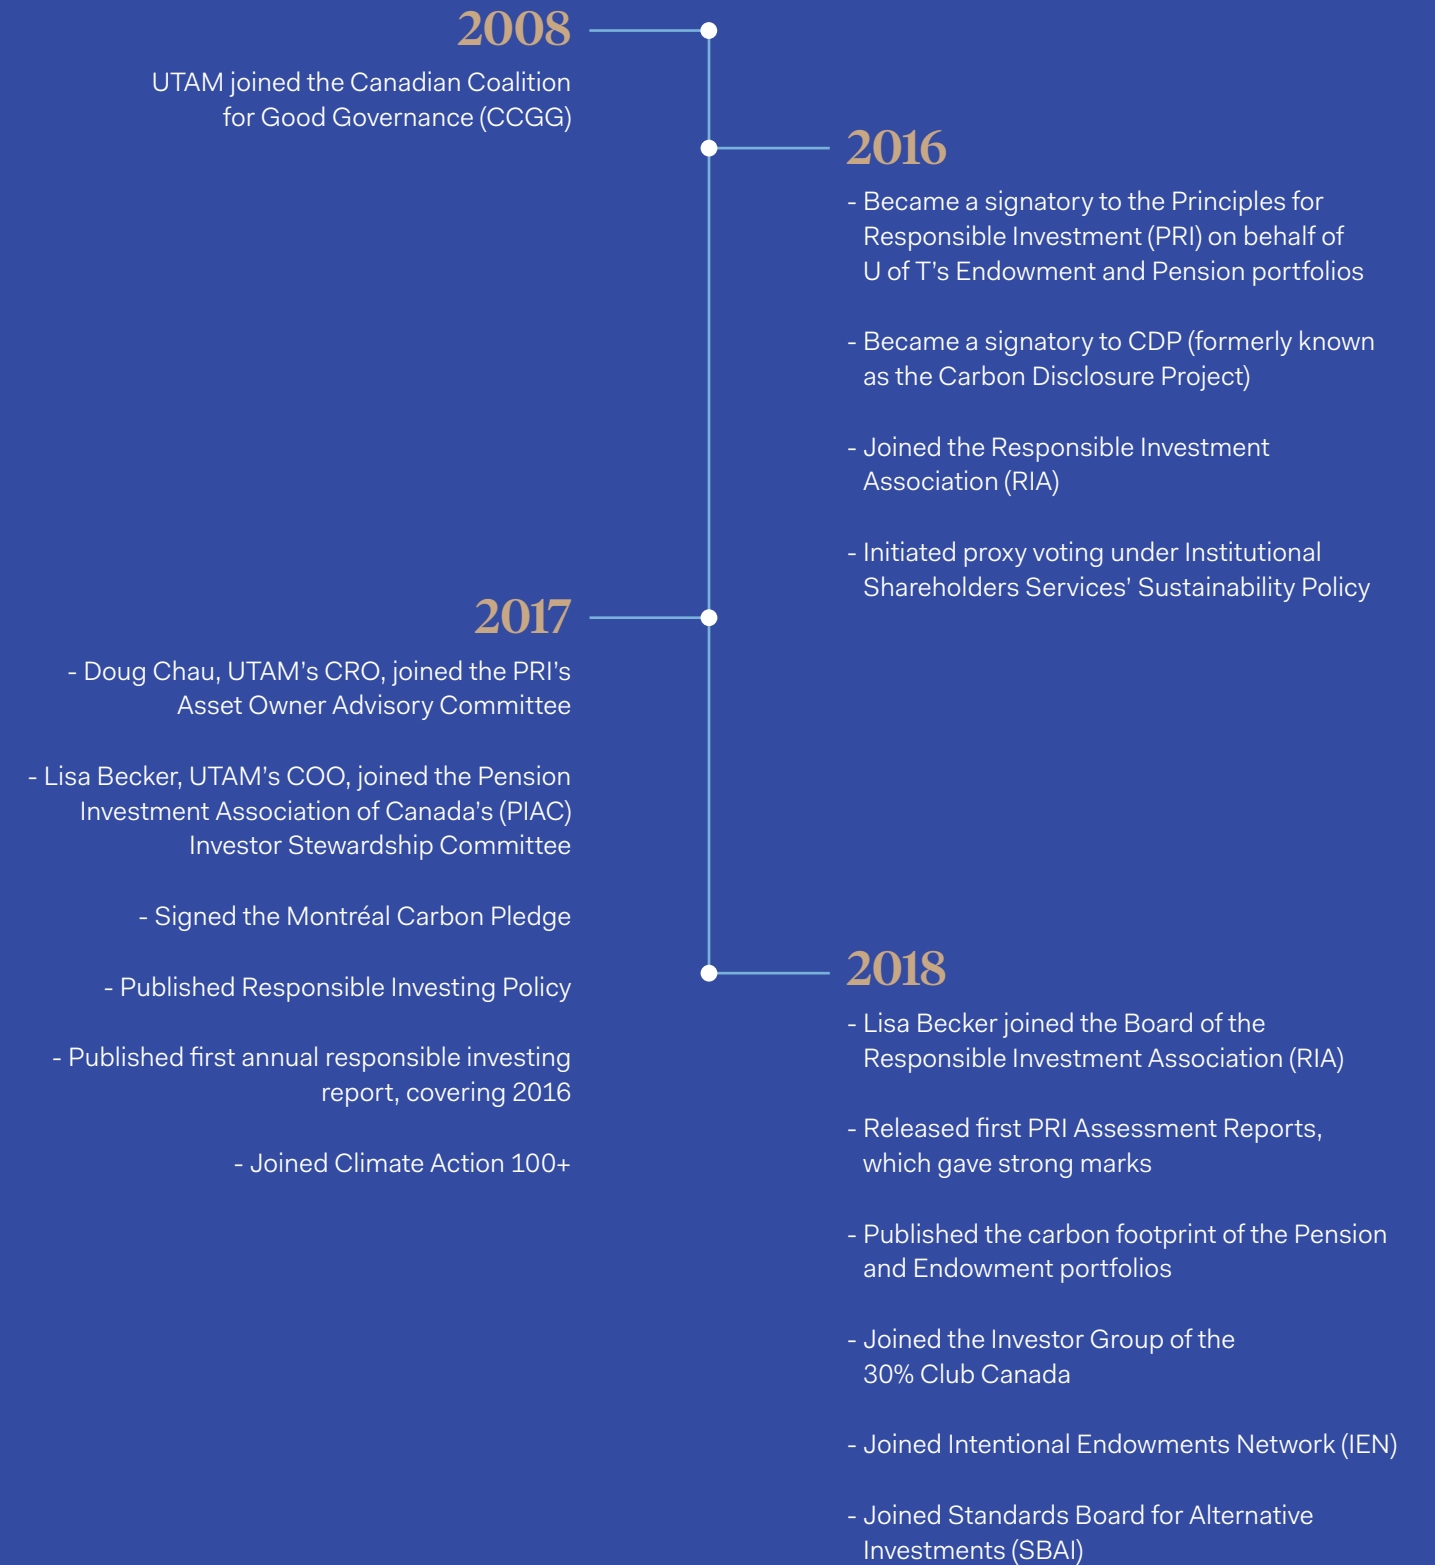 2008
UTAM joined the Canadian Coalition
for Good Governance (CCGG)
2016
- Became a signatory to the Principles for
Responsible Investment (PRI) on behalf of
U of T’s Endowment and Pension portfolios
- Became a signatory to CDP (formerly known
as the Carbon Disclosure Project)
- Joined the Responsible Investment
Association (RIA)
- Initiated proxy voting under Institutional
Shareholders Services’ Sustainability Policy
2017
- Doug Chau, UTAM’s CRO, joined the PRI’s
Asset Owner Advisory Committee
- Lisa Becker, UTAM’s COO, joined the Pension
Investment Association of Canada’s (PIAC)
Investor Stewardship Committee
- Signed the Montréal Carbon Pledge
- Published Responsible Investing Policy
- Published first annual responsible investing
report, covering 2016
- Joined Climate Action 100+
2018
- Lisa Becker joined the Board of the
Responsible Investment Association (RIA)
- Released first PRI Assessment Reports,
which gave strong marks
- Published the carbon footprint of the Pension
and Endowment portfolios
- Joined the Investor Group of the
30% Club Canada
- Joined Intentional Endowments Network (IEN)
- Joined Standards Board for Alternative
Investments (SBAI)